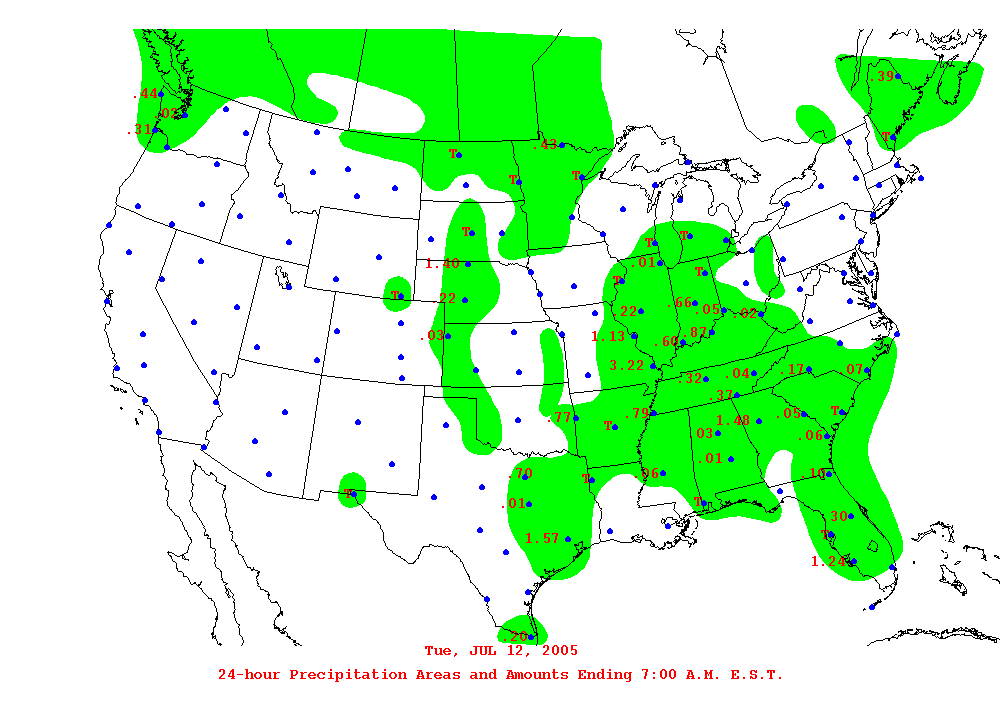 .39
.44
.02
.31
T
.43
T
T
T
T
T
T
.01
1.40
T
T
T
.22
.66
.05
.02
.22
.03
1.13
.60
.87
3.22
.32
.04
.17
.07
.37
.77
.79
T
1.48
.05
T
.03
.06
.01
.70
T
.96
.10
T
.01
T
.30
T
1.57
1.24
.20
Tue, JUL 12, 2005
24-hour Precipitation Areas and Amounts Ending 7:00 A.M. E.S.T.